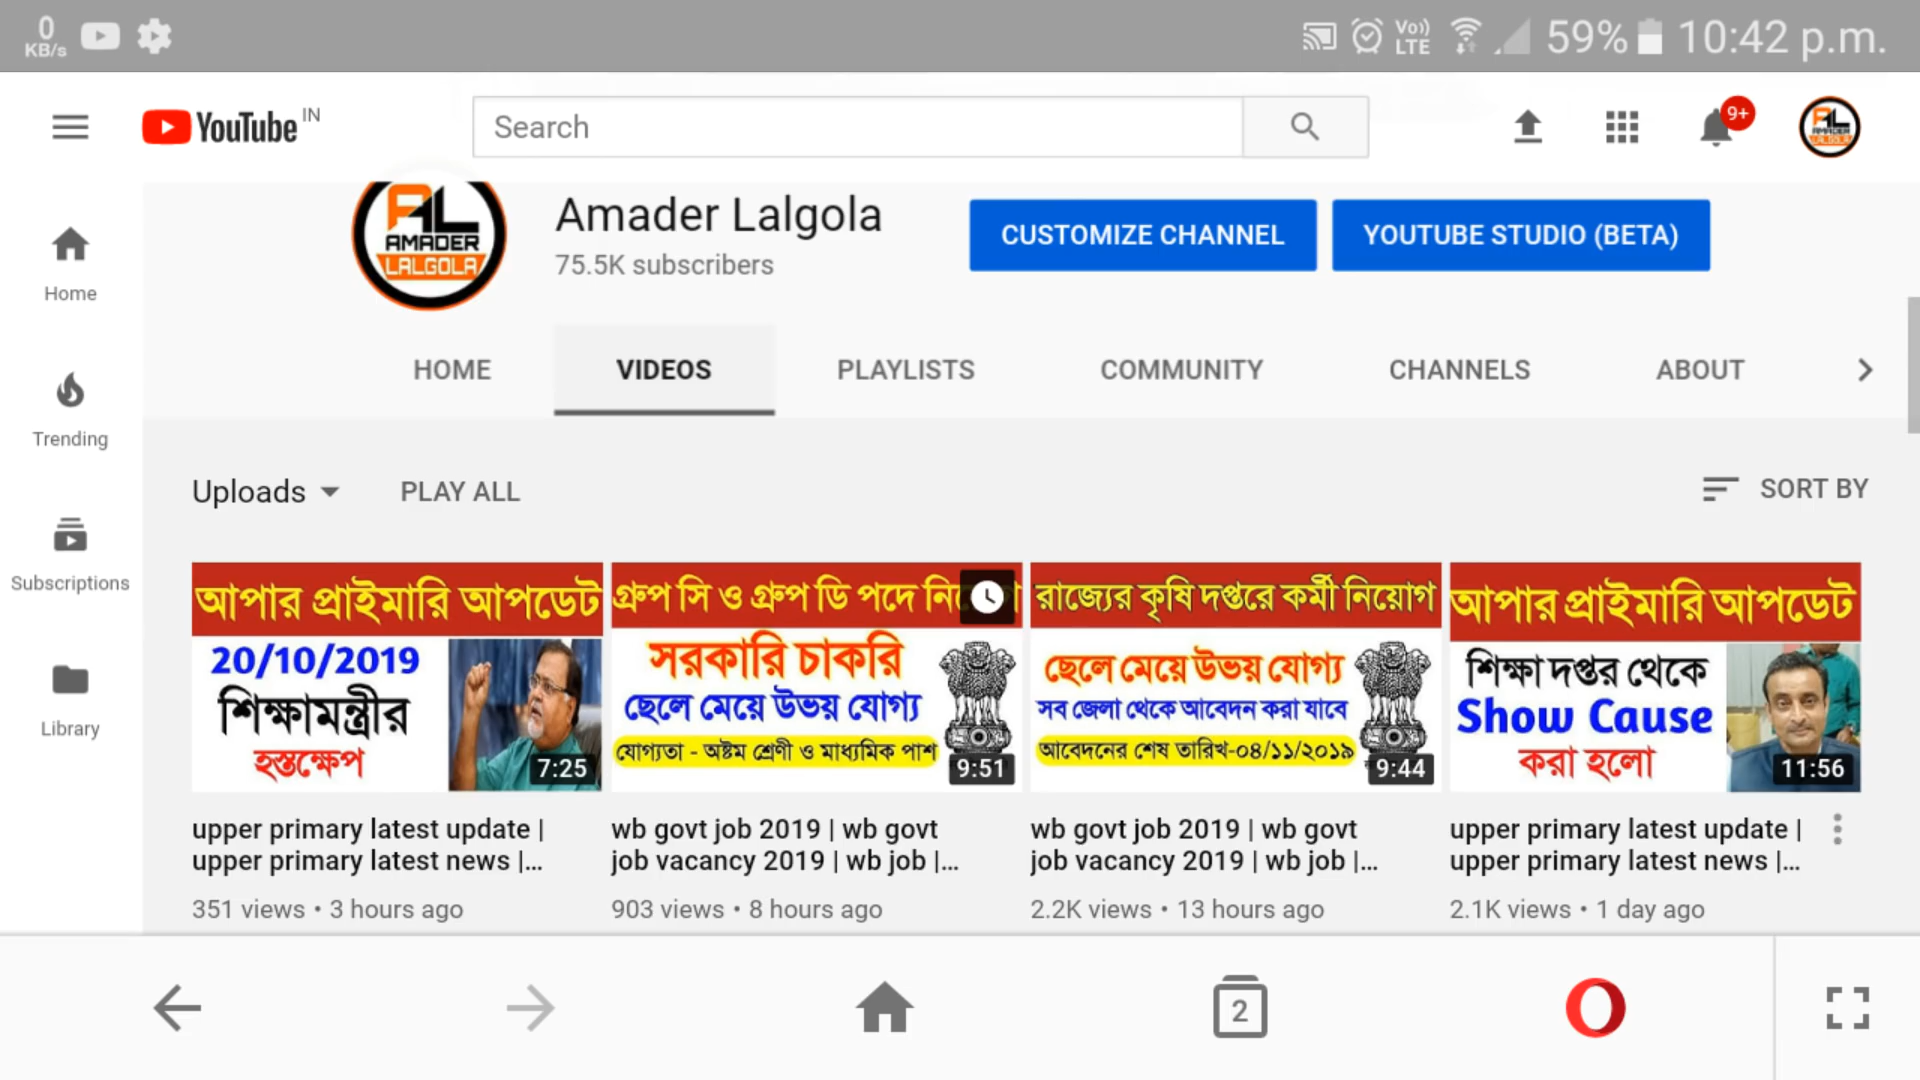 0
KB/s
Vo))
LTE
59%
10:42 p.m.
YouTube IN
Search
9+
AL
AMADER
LALGOLA
Amader Lalgola
75.5K subscribers
CUSTOMIZE CHANNEL
YOUTUBE STUDIO (BETA)
Home
Trending
Subscriptions
Library
HOME
VIDEOS
PLAYLISTS
COMMUNITY
CHANNELS
ABOUT
Uploads
PLAY ALL
SORT BY
আপার প্রাইমারি আপডেট
20/10/2019
শিক্ষামন্ত্রীর
হস্তক্ষেপ
7:25
upper primary latest update |
upper primary latest news |...
351 views • 3 hours ago
গ্রুপ সি ও গ্রুপ ডি পদে
সরকারি চাকরি
ছেলে মেয়ে উভয় যোগ্য
যোগ্যতা - অষ্টম শ্রেণী ও মাধ্যমিক পাশ
9:51
wb govt job 2019 | wb govt
job vacancy 2019 | wb job |...
903 views • 8 hours ago
রাজ্যের কৃষি দপ্তরে কর্মী নিয়োগ
ছেলে মেয়ে উভয় যোগ্য
সব জেলা থেকে আবেদন করা যাবে
আবেদনের শেষ তারিখ-০৪/১১/২০১৯
9:44
wb govt job 2019 | wb govt
job vacancy 2019 | wb job |...
2.2K views • 13 hours ago
আপার প্রাইমারি আপডেট
শিক্ষা দপ্তর থেকে
Show Cause
করা হলো
11:56
upper primary latest update |
upper primary latest news |...
2.1K views • 1 day ago
2